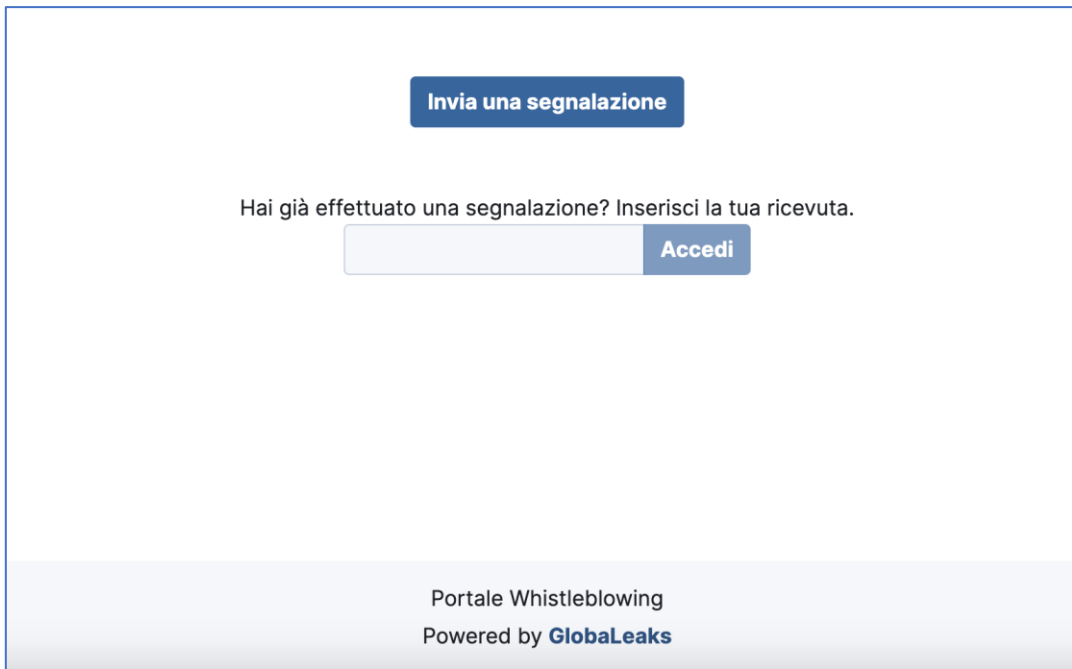 Invia una segnalazione
Hai già effettuato una segnalazione? Inserisci la tua ricevuta.
Accedi
Portale Whistleblowing
Powered by GlobaLeaks